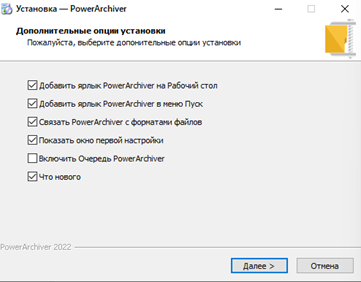 Установка — PowerArchiver
Дополнительные опции установки
Пожалуйста, выберите допонительные опции установки
Добавить ярлык PowerArchiver на Рабочий стол
Добавить ярлык PowerArchiver в меню Пуск
Связать PowerArchiver с форматами файлов
Показать окно первой настройки
Включить Очередь PowerArchiver
Что нового
PowerArchiver 2022
Далее >
Отмена